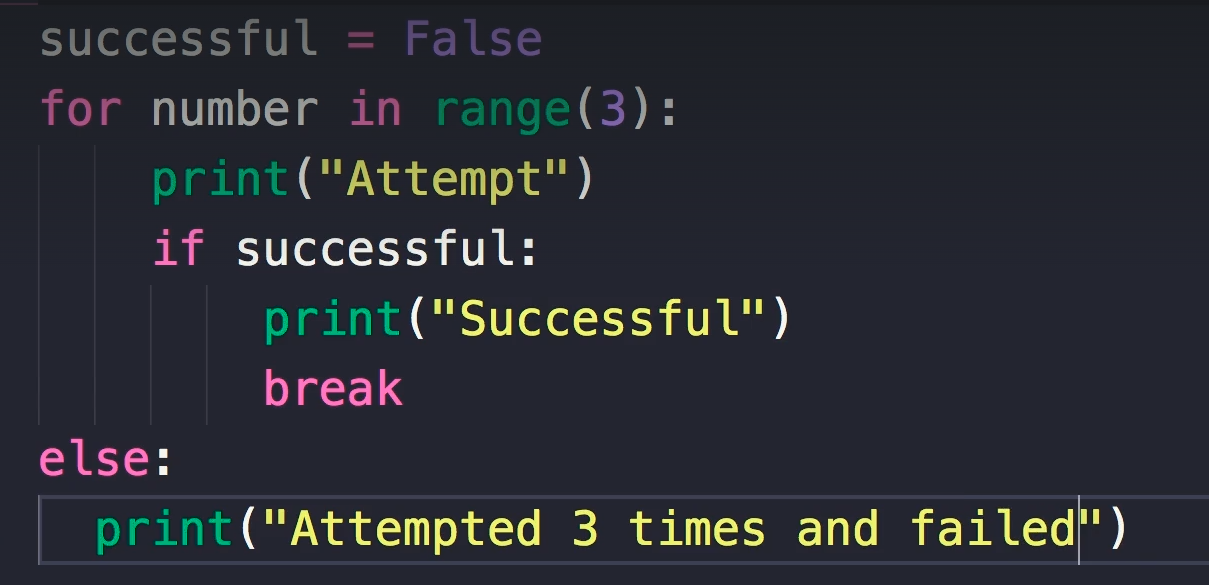 successful = False
for number in range(3):
    print("Attempt")
    if successful:
        print("Successful")
        break
else:
  print("Attempted 3 times and failed")